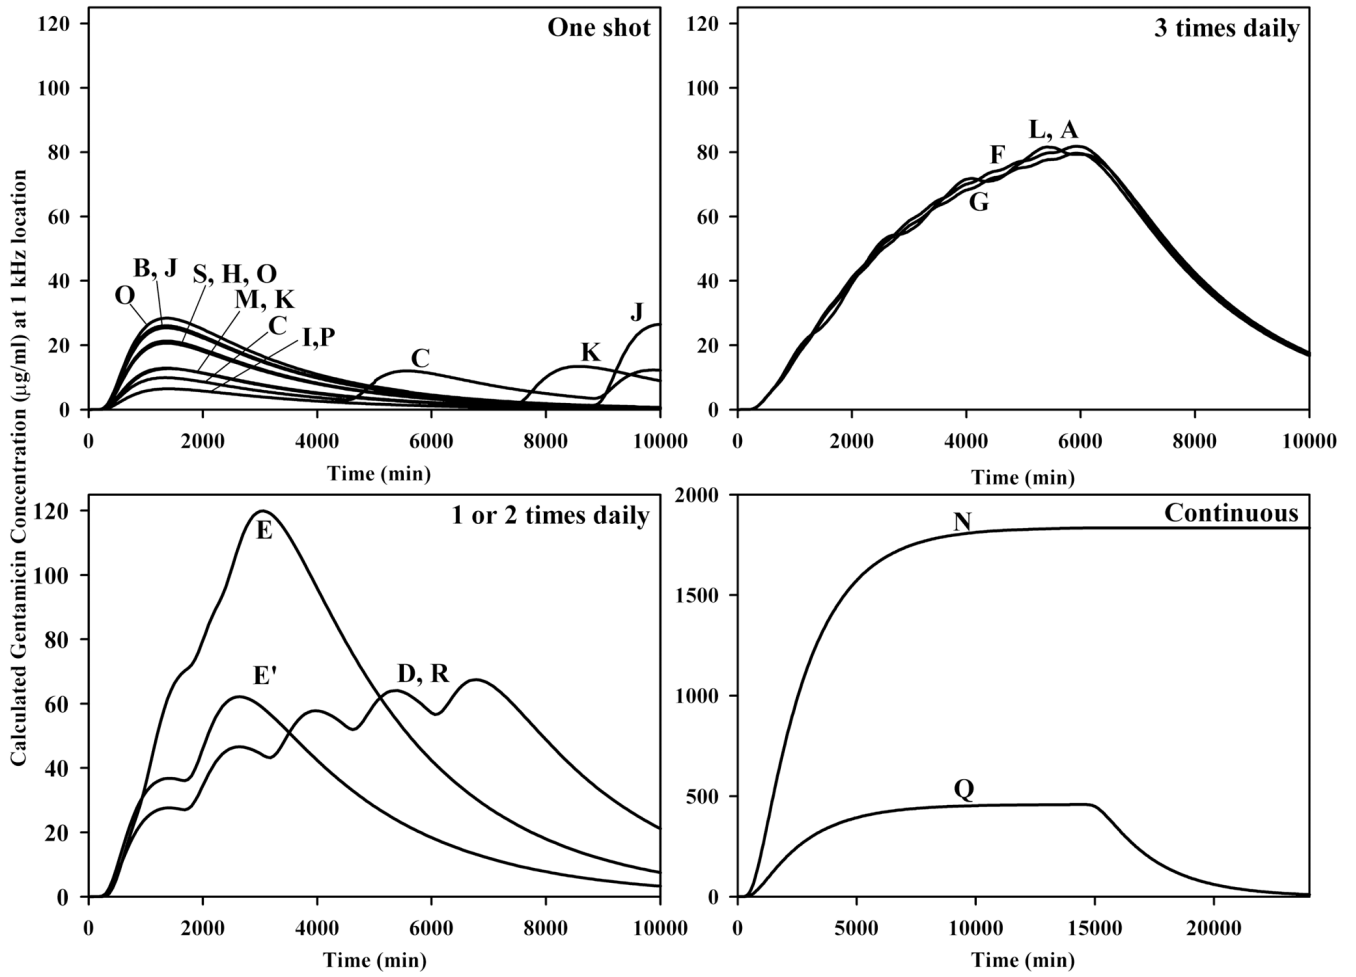 Calculated Gentamicin Concentration (µg/ml) at 1 kHz location
One shot
120
100
80
60
40
20
0
B, J
S, H, O
O
M, K
C
I,P
C
K
J
0 2000 4000 6000 8000 10000
Time (min)
3 times daily
120
100
80
60
40
20
0
L, A
F
G
0 2000 4000 6000 8000 10000
Time (min)
1 or 2 times daily
120
100
80
60
40
20
0
E
E'
D, R
0 2000 4000 6000 8000 10000
Time (min)
Continuous
2000
1500
1000
500
0
N
Q
0 5000 10000 15000 20000
Time (min)